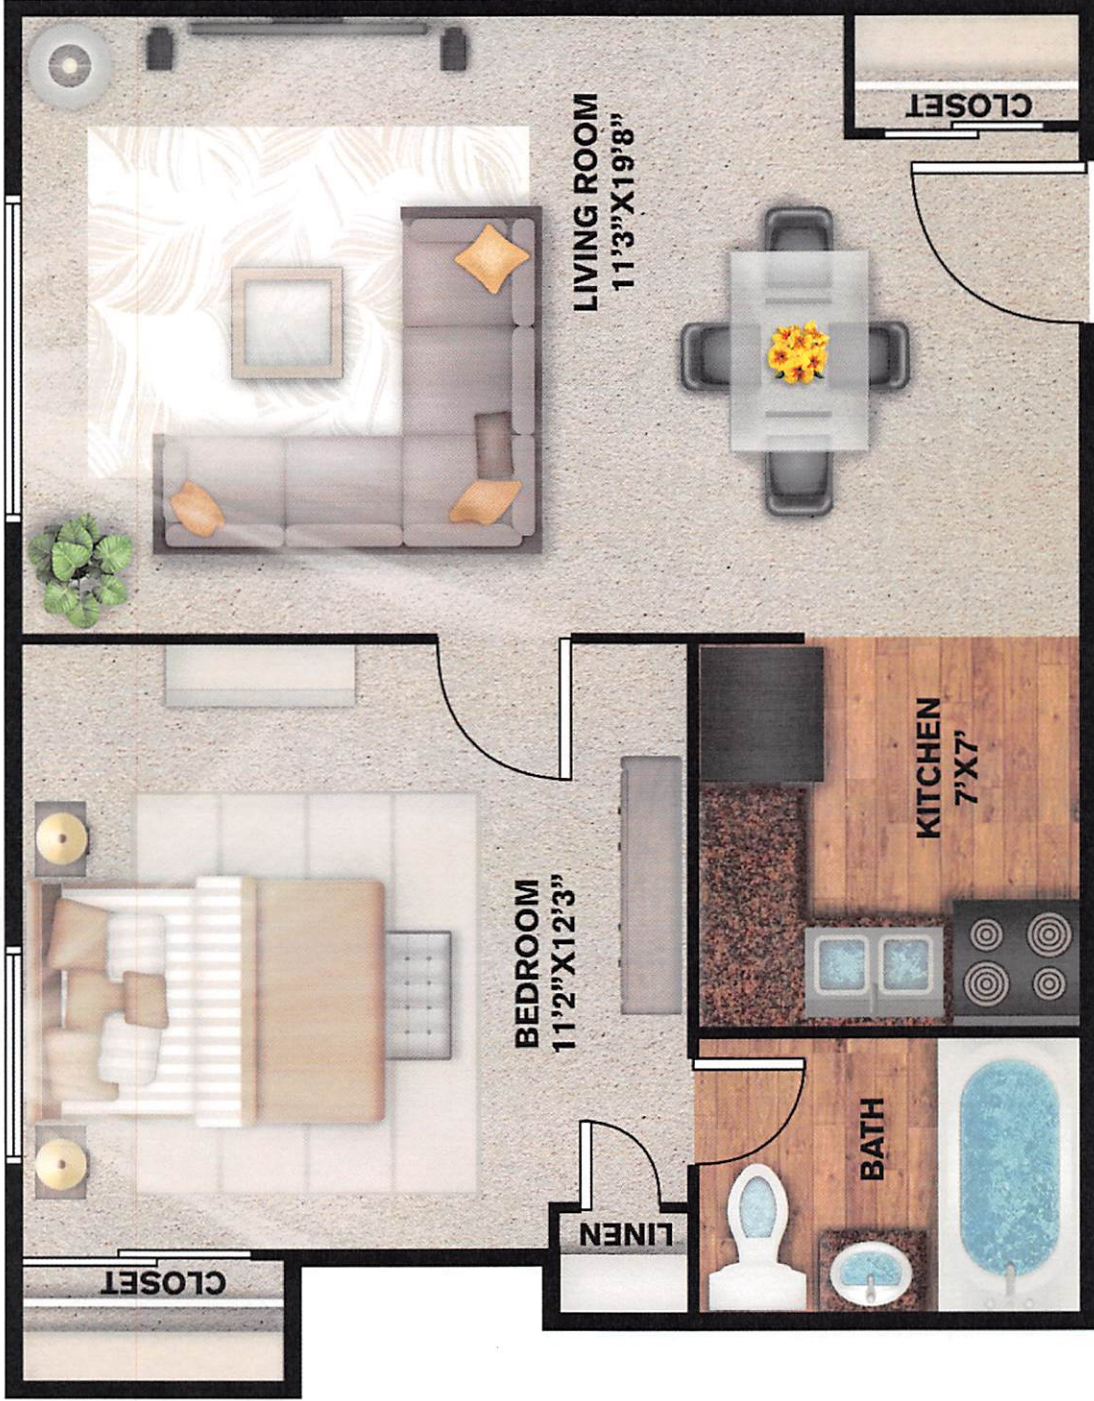 CLOSET
LIVING ROOM
11'3"X19'8"
KITCHEN
7'X7'
BEDROOM
11'2"X12'3"
BATH
LINEN
CLOSET